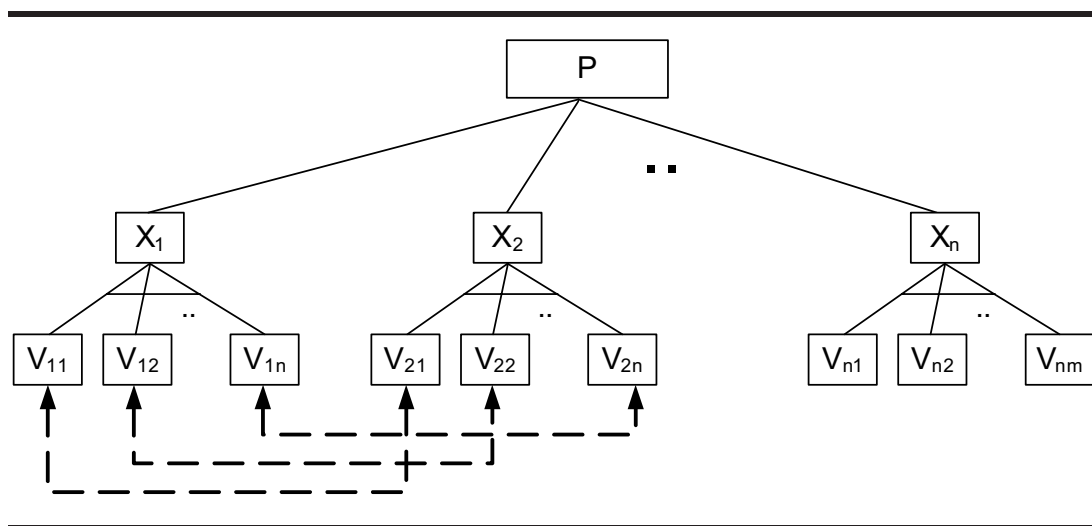 P
..
X₁ X₂ Xₙ
.. .. ..
V₁₁ V₁₂ V₁ₙ V₂₁ V₂₂ V₂ₙ Vₙ₁ Vₙ₂ Vₙₘ